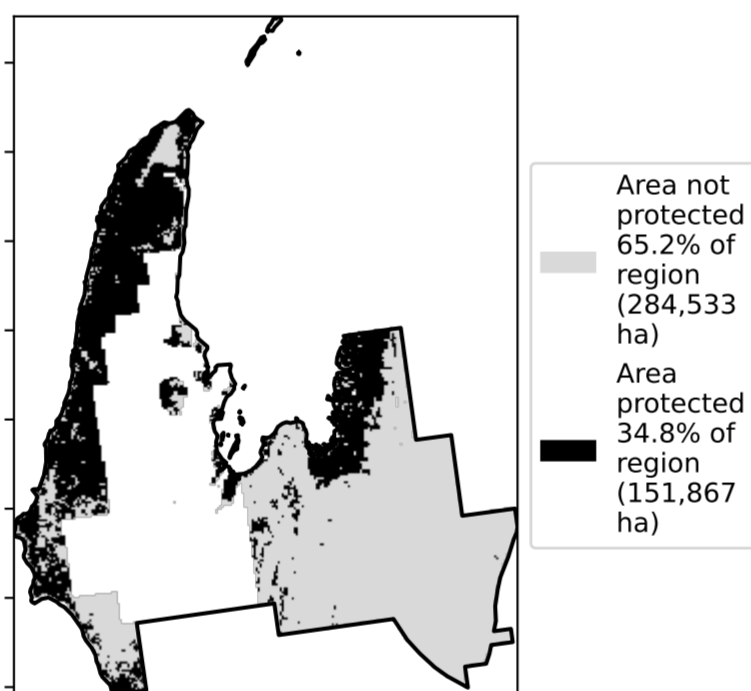 Area not
protected
65.2% of
region
(284,533
ha)
Area
protected
34.8% of
region
(151,867
ha)